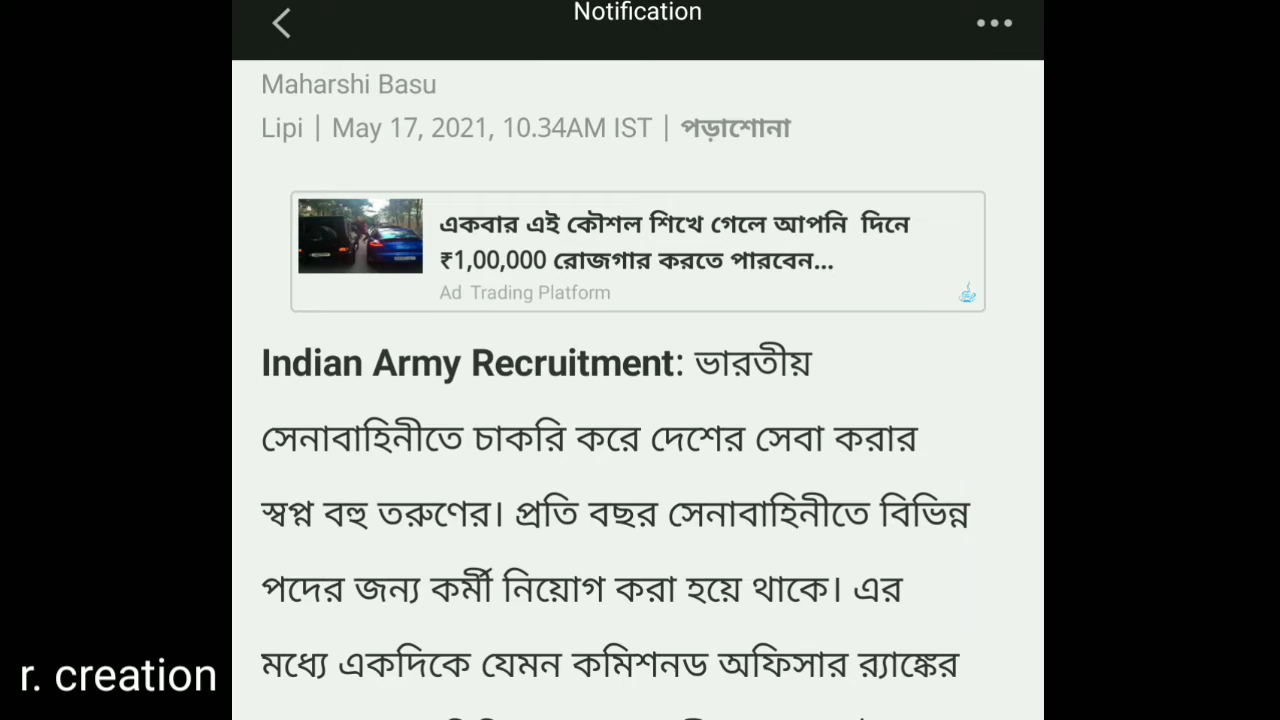 Notification
Maharshi Basu
Lipi | May 17, 2021, 10.34AM IST | পড়াশোনা
একবার এই কৌশল শিখে গেলে আপনি দিনে
₹1,00,000 রোজগার করতে পারবেন...
Ad Trading Platform
Indian Army Recruitment: ভারতীয়
সেনাবাহিনীতে চাকরি করে দেশের সেবা করার
স্বপ্ন বহু তরুণের। প্রতি বছর সেনাবাহিনীতে বিভিন্ন
পদের জন্য কর্মী নিয়োগ করা হয়ে থাকে। এর
মধ্যে একদিকে যেমন কমিশনড অফিসার র‍্যাঙ্কের
r. creation